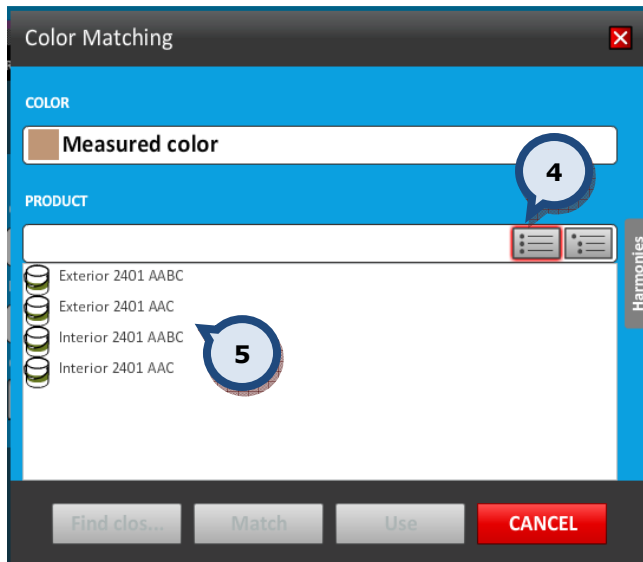 Color Matching
COLOR
Measured color
4
PRODUCT
Harmonies
Exterior 2401 AABC
Exterior 2401 AAC
Interior 2401 AABC
5
Interior 2401 AAC
Find clos... Match Use CANCEL